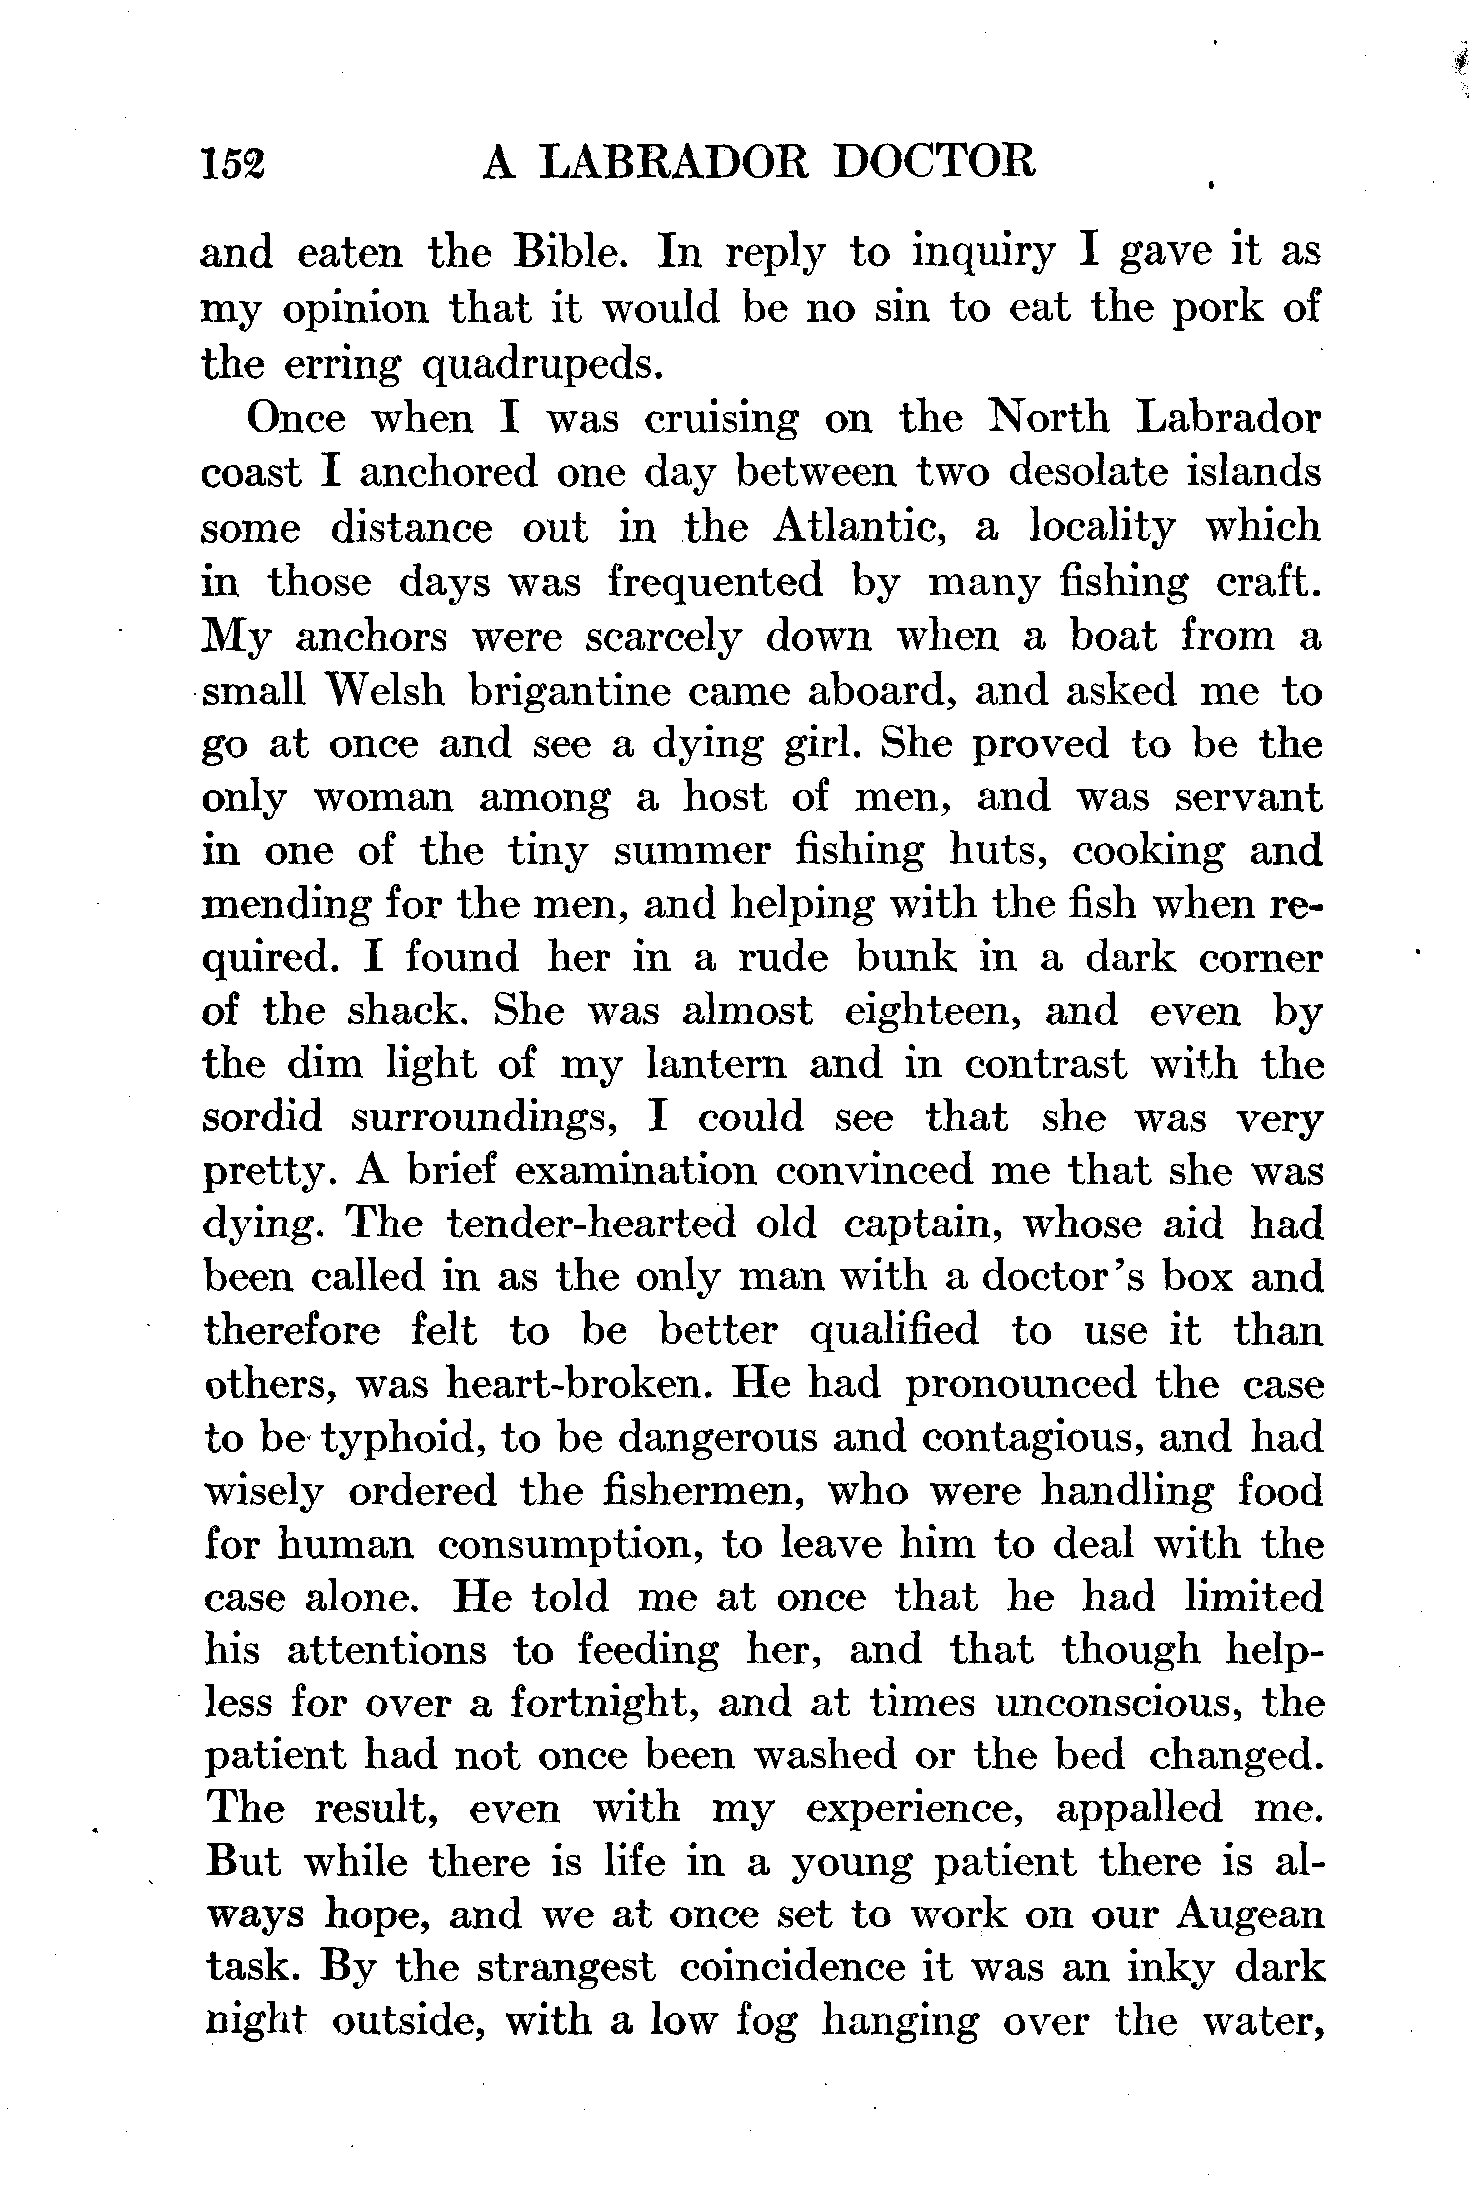 152 A LABRADOR DOCTOR
and eaten the Bible. In reply to inquiry I gave it as
my opinion that it would be no sin to eat the pork of
the erring quadrupeds.
Once when I was cruising on the North Labrador
coast I anchored one day between two desolate islands
some distance out in the Atlantic, a locality which
in those days was frequented by many fishing craft.
My anchors were scarcely down when a boat from a
small Welsh brigantine came aboard, and asked me to
go at once and see a dying girl. She proved to be the
only woman among a host of men, and was servant
in one of the tiny summer fishing huts, cooking and
mending for the men, and helping with the fish when re-
quired. I found her in a rude bunk in a dark corner
of the shack. She was almost eighteen, and even by
the dim light of my lantern and in contrast with the
sordid surroundings, I could see that she was very
pretty. A brief examination convinced me that she was
dying. The tender-hearted old captain, whose aid had
been called in as the only man with a doctor's box and
therefore felt to be better qualified to use it than
others, was heart-broken. He had pronounced the case
to be typhoid, to be dangerous and contagious, and had
wisely ordered the fishermen, who were handling food
for human consumption, to leave him to deal with the
case alone. He told me at once that he had limited
his attentions to feeding her, and that though help-
less for over a fortnight, and at times unconscious, the
patient had not once been washed or the bed changed.
The result, even with my experience, appalled me.
But while there is life in a young patient there is al-
ways hope, and we at once set to work on our Augean
task. By the strangest coincidence it was an inky dark
night outside, with a low fog hanging over the water,